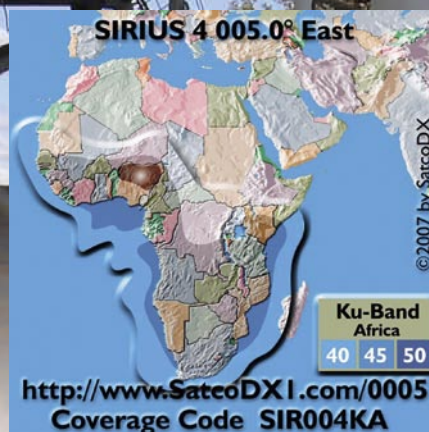 SIRIUS 4 005.0° East
©2007 by SatcoDX
Ku-Band
Africa
40 45 50
http://www.SatcoDX1.com/0005
Coverage Code SIR004KA